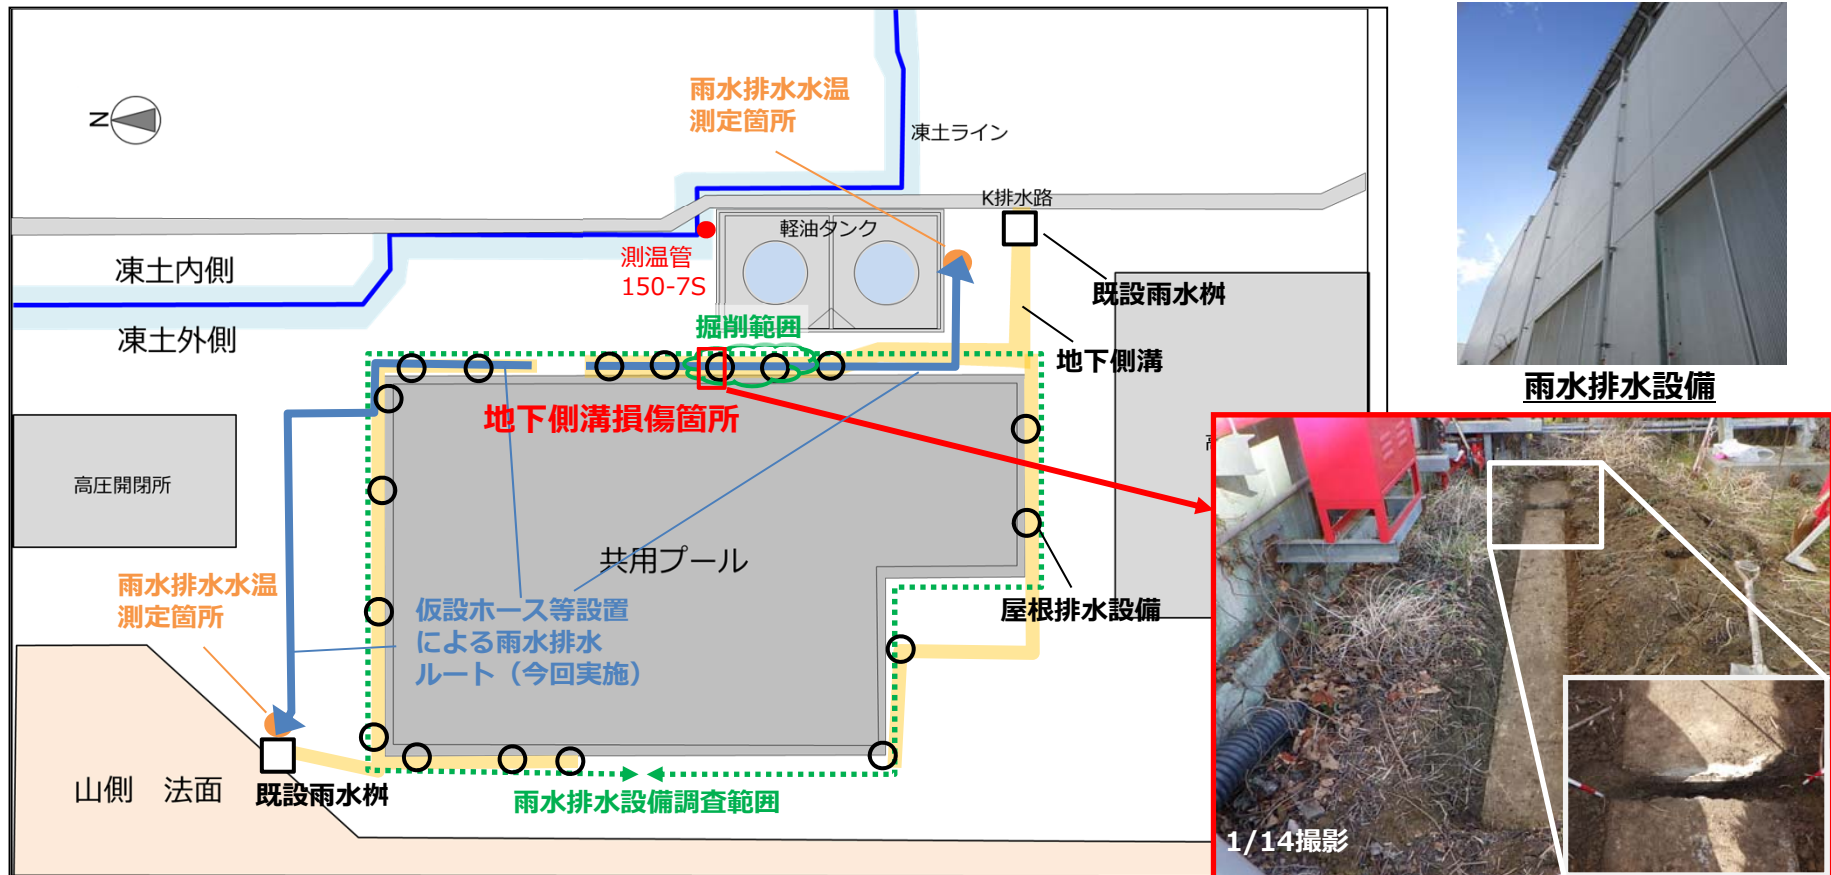 雨水排水水温
測定箇所
N
凍土ライン
K排水路
軽油タンク
測温管
150-7S
凍土内側
凍土外側
既設雨水桝
掘削範囲
地下側溝
雨水排水設備
地下側溝損傷箇所
高圧開閉所
共用プール
雨水排水水温
測定箇所
仮設ホース等設置
による雨水排水
ルート（今回実施）
屋根排水設備
山側 法面
既設雨水桝
雨水排水設備調査範囲
1/14撮影